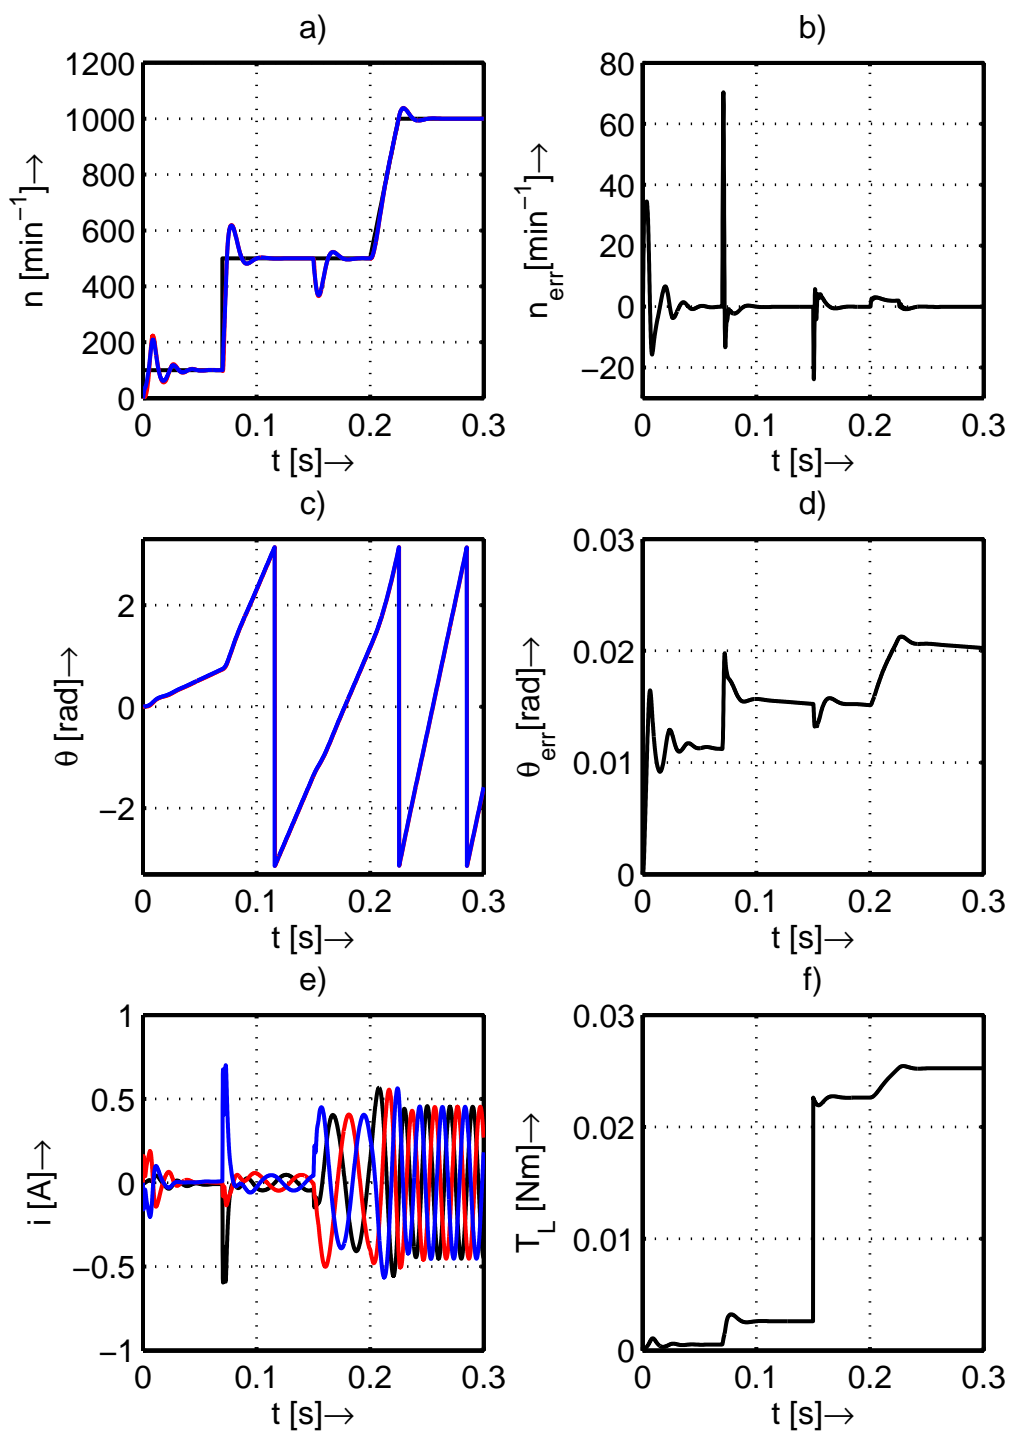 a)
1200
1000
800
600
400
200
0
0 0.1 0.2 0.3
n [min⁻¹]→
t [s]→
b)
80
60
40
20
0
−20
0 0.1 0.2 0.3
n_err[min⁻¹]→
t [s]→
c)
2
0
−2
0 0.1 0.2 0.3
θ [rad]→
t [s]→
d)
0.03
0.02
0.01
0
0 0.1 0.2 0.3
θ_err[rad]→
t [s]→
e)
1
0.5
0
−0.5
−1
0 0.1 0.2 0.3
i [A]→
t [s]→
f)
0.03
0.02
0.01
0
0 0.1 0.2 0.3
T_L [Nm]→
t [s]→